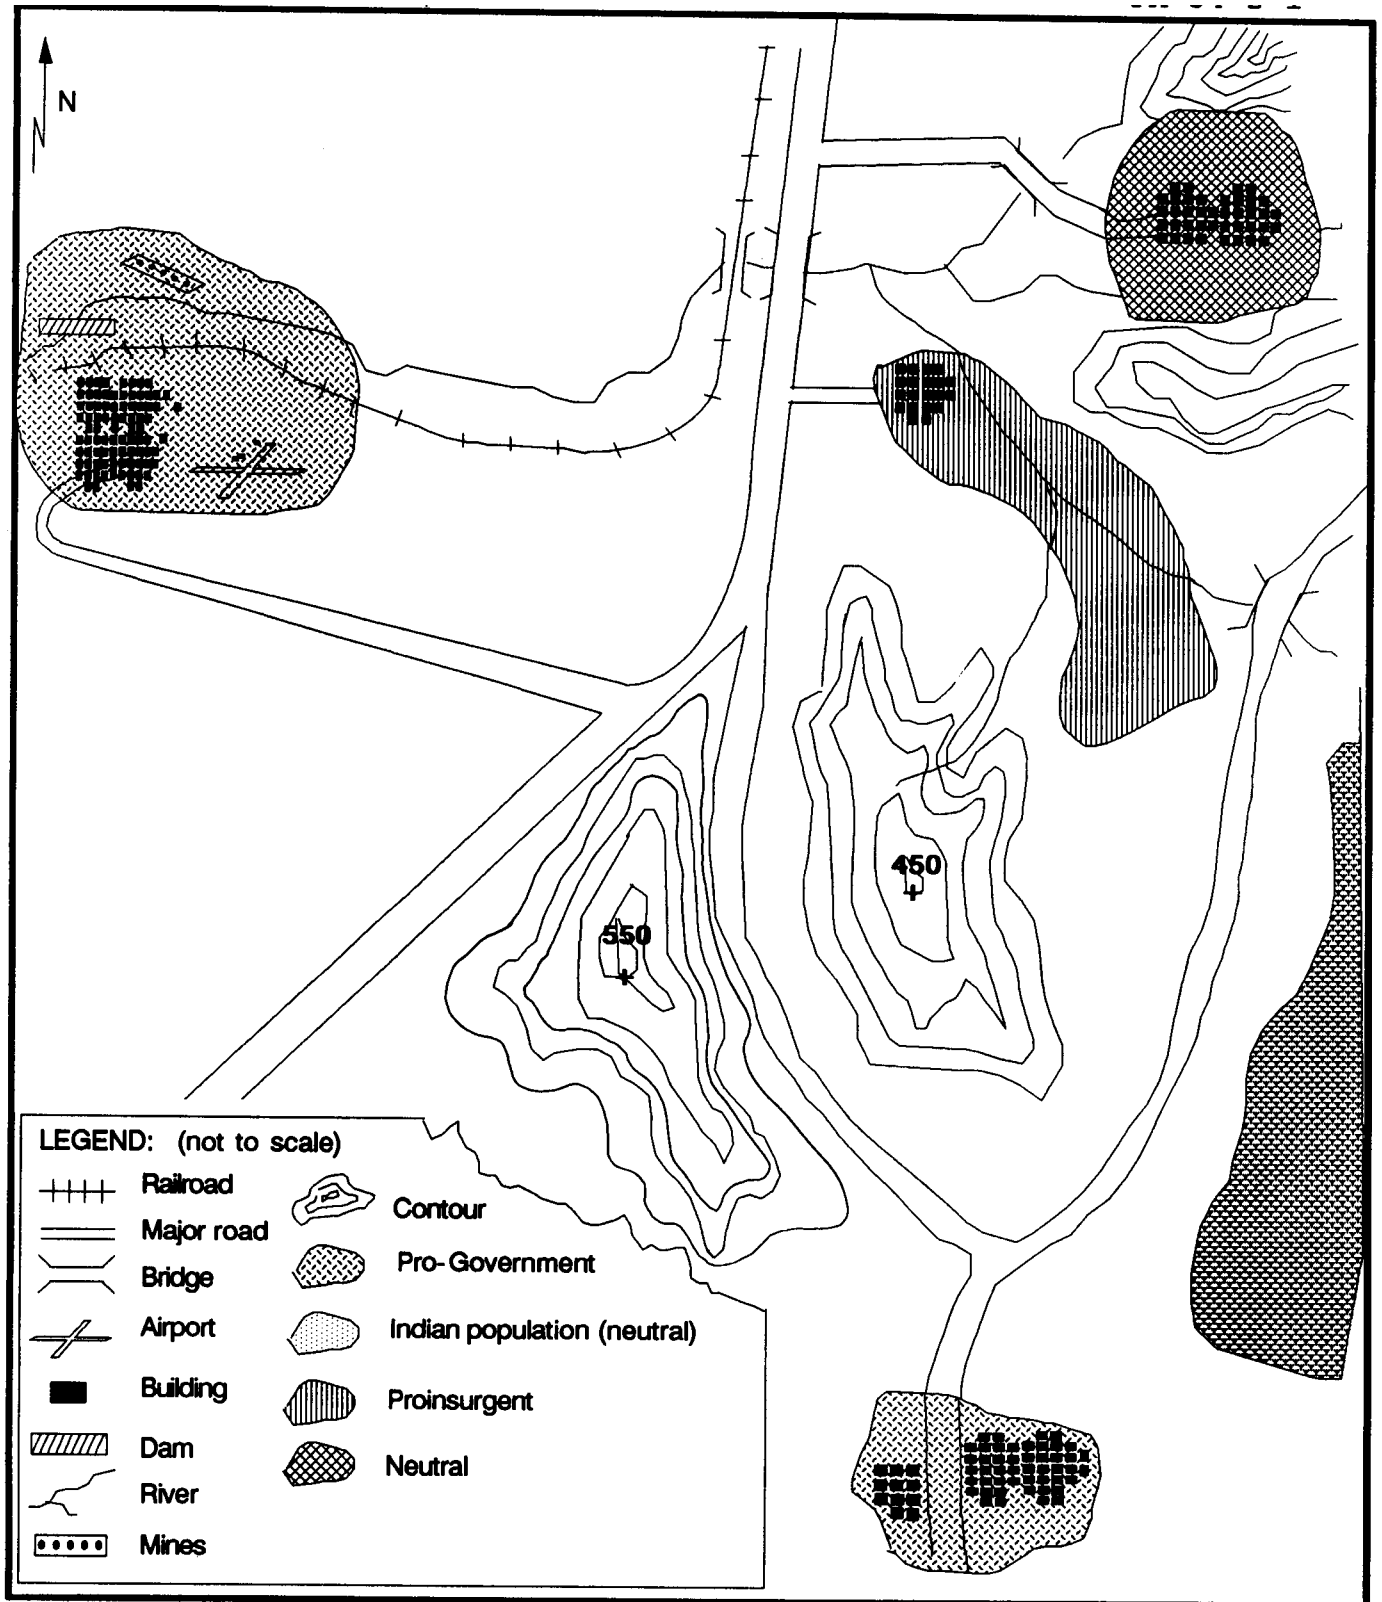 N
450
550
LEGEND: (not to scale)
Railroad
Major road
Bridge
Airport
Building
Dam
River
Mines
Contour
Pro-Government
Indian population (neutral)
Proinsurgent
Neutral